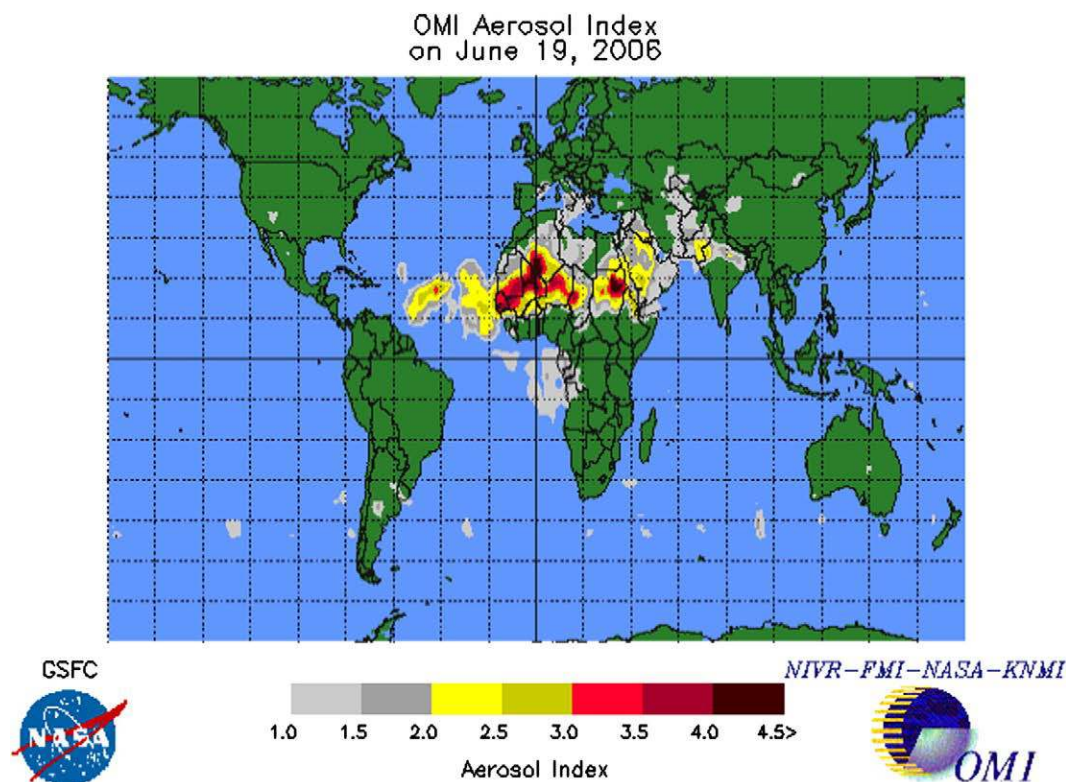 OMI Aerosol Index
on June 19, 2006
GSFC
NASA
1.0 1.5 2.0 2.5 3.0 3.5 4.0 4.5>
Aerosol Index
NIVR-FMI-NASA-KNMI
OMI